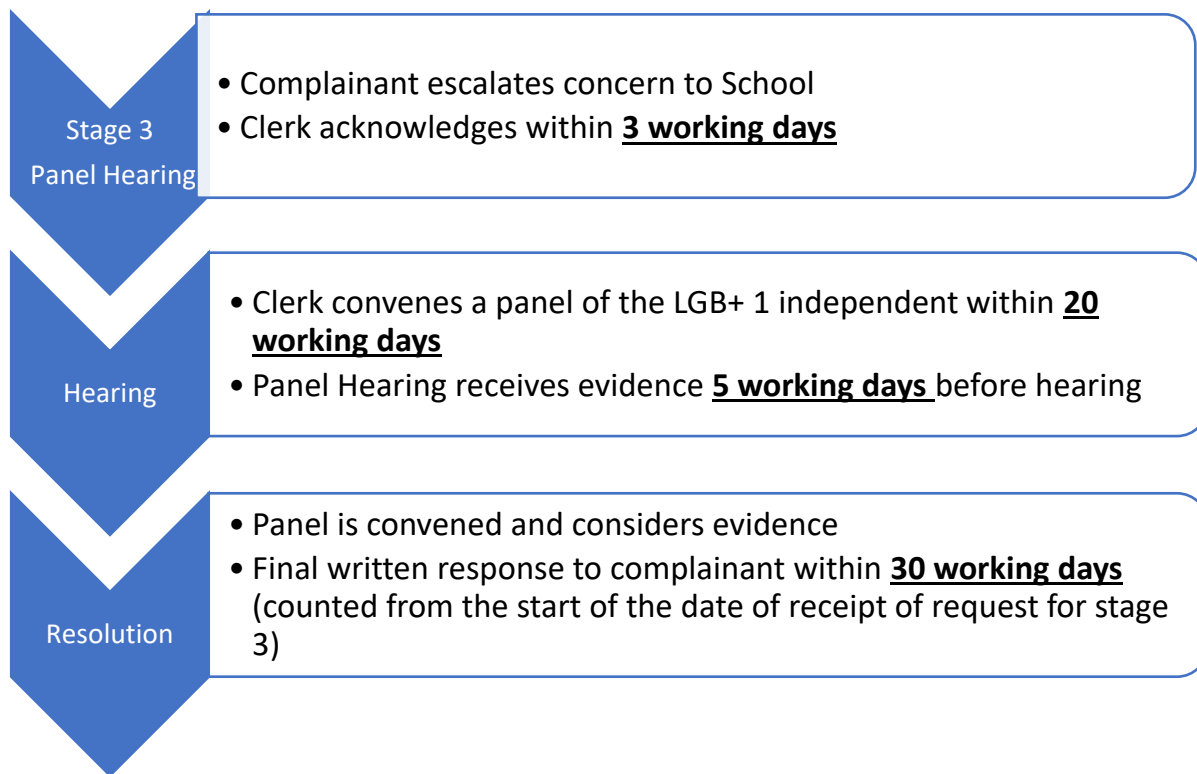 Stage 3
Panel Hearing
• Complainant escalates concern to School
• Clerk acknowledges within 3 working days
Hearing
• Clerk convenes a panel of the LGB+ 1 independent within 20
working days
• Panel Hearing receives evidence 5 working days before hearing
Resolution
• Panel is convened and considers evidence
• Final written response to complainant within 30 working days
(counted from the start of the date of receipt of request for stage
3)